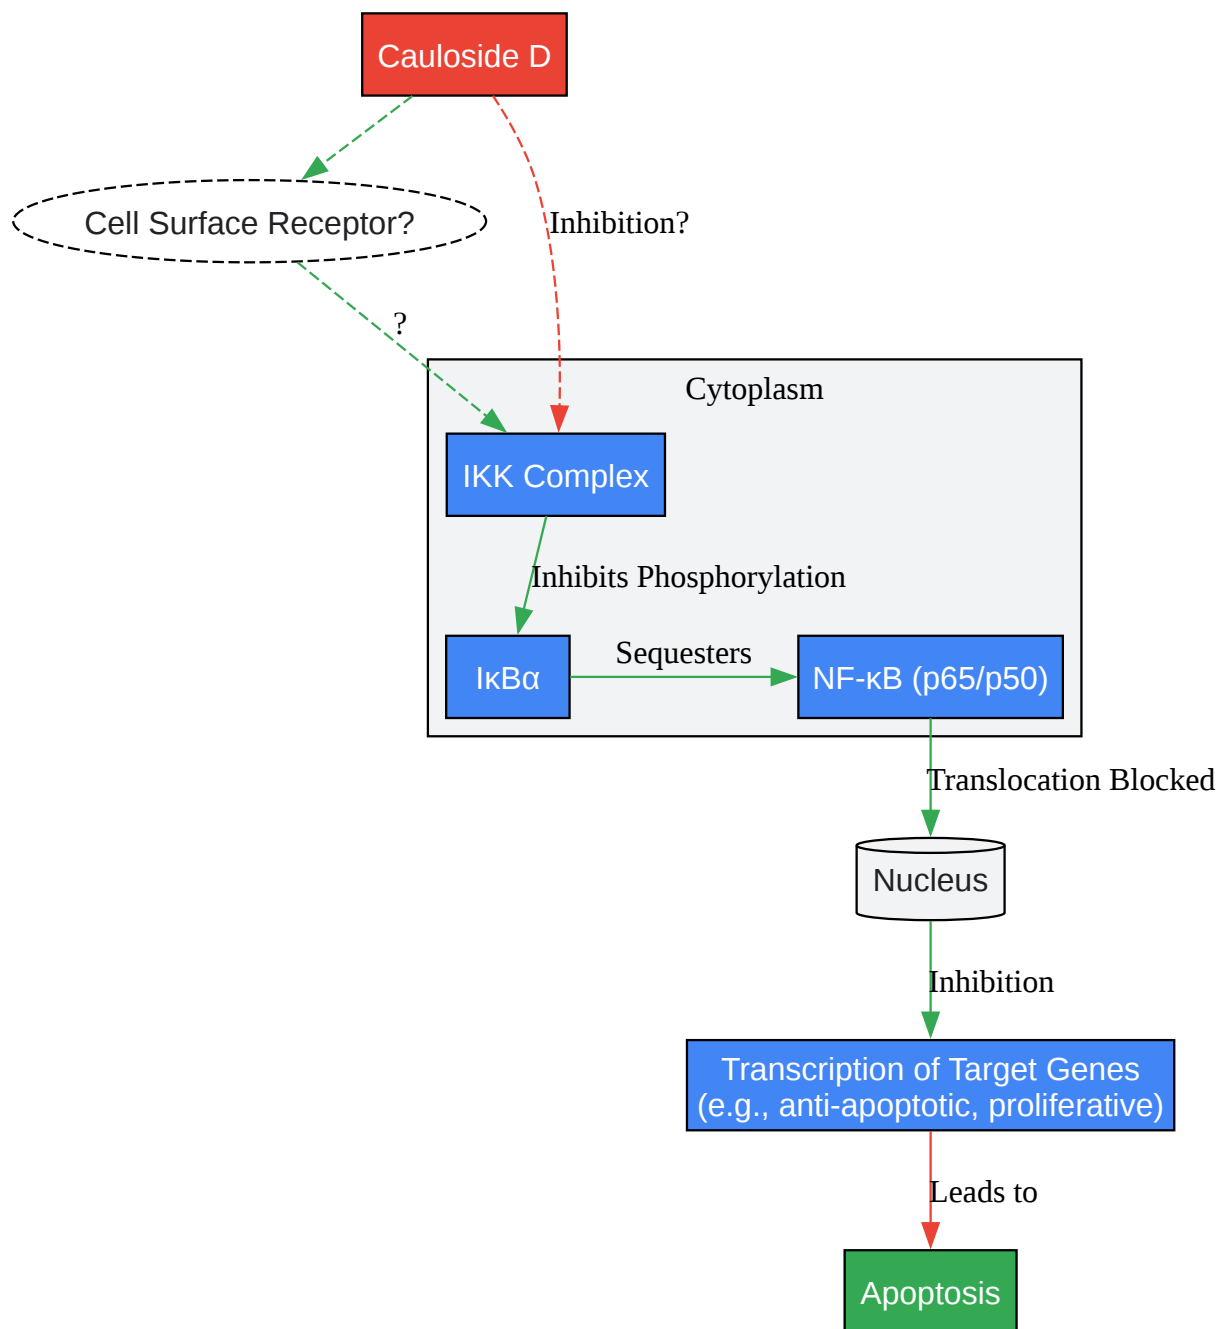 Cauloside D
Cell Surface Receptor?
Inhibition?
?
Cytoplasm
IKK Complex
Inhibits Phosphorylation
Sequesters
IκBα
NF-κB (p65/p50)
Translocation Blocked
Nucleus
Inhibition
Transcription of Target Genes
(e.g., anti-apoptotic, proliferative)
Leads to
Apoptosis